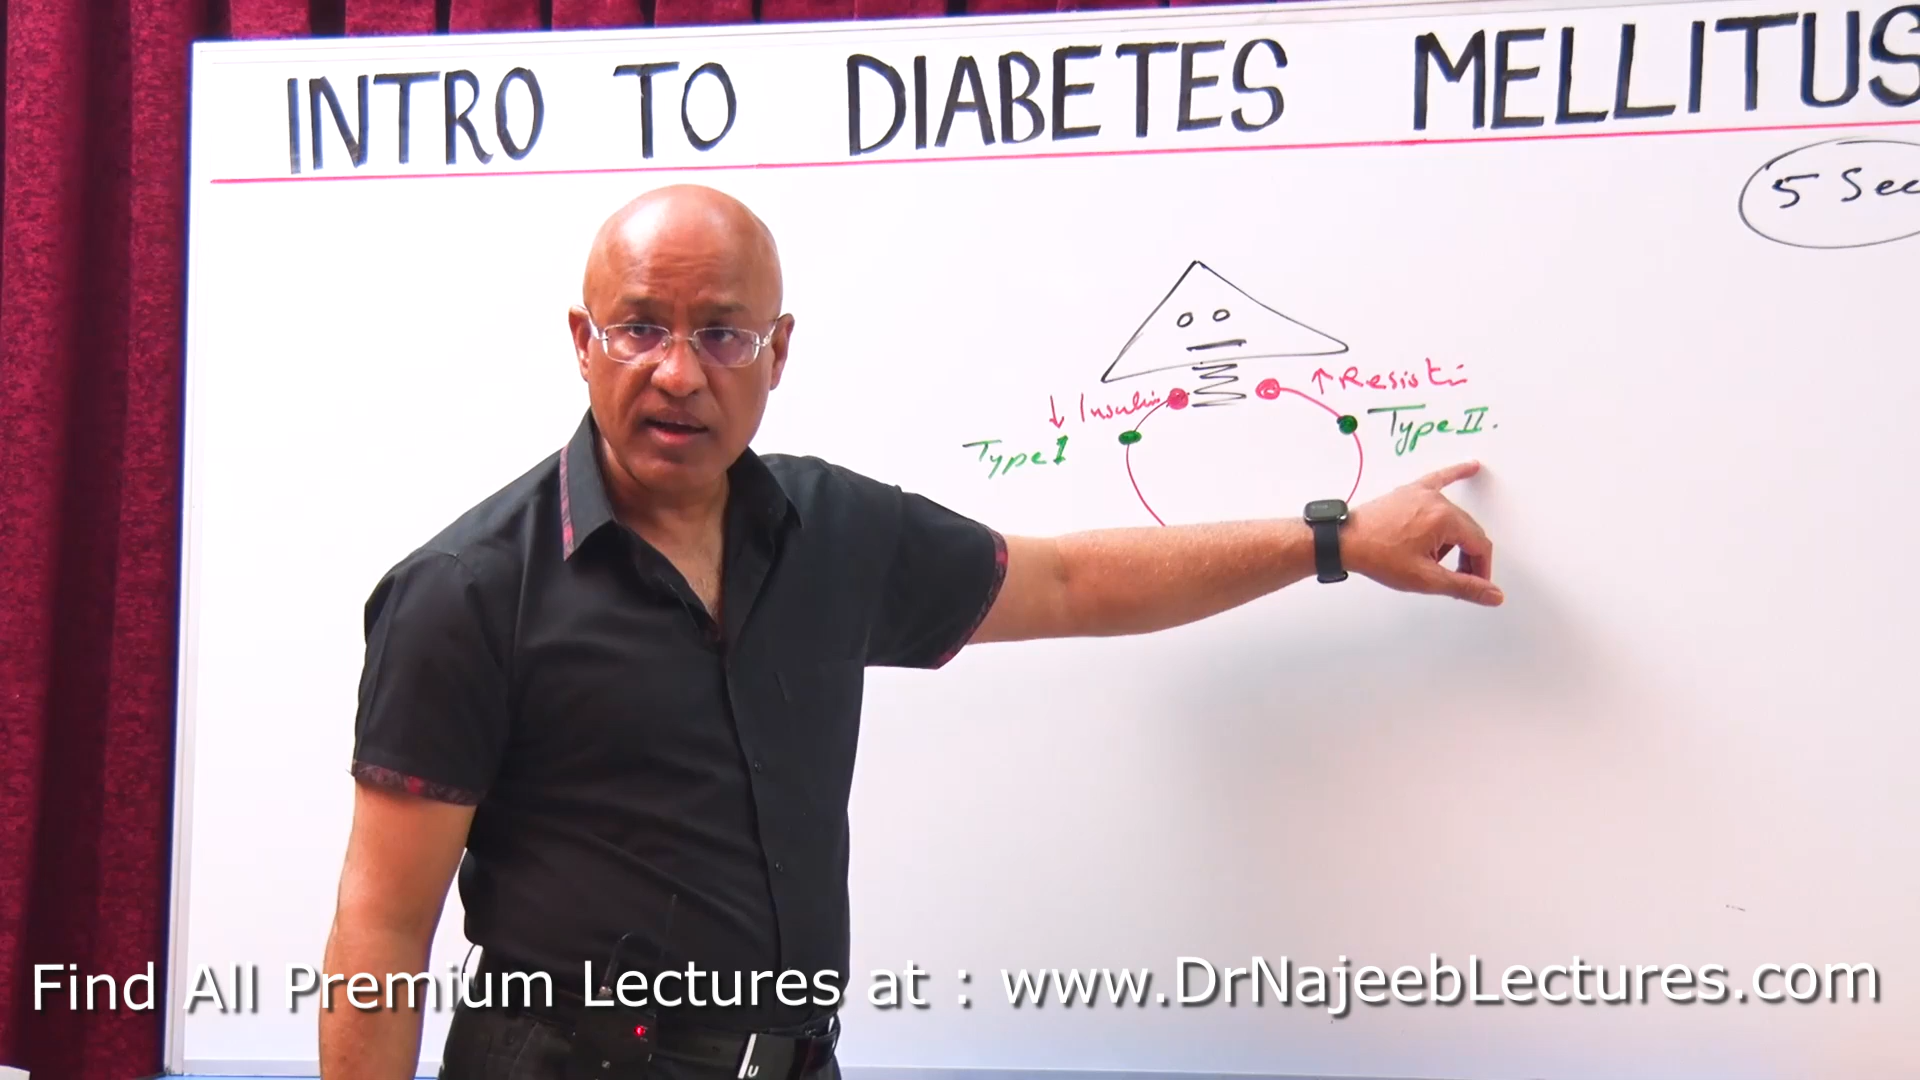 INTRO TO DIABETES MELLITUS
5 Sec
↑ Resisti
↓ Insulin
Type II.
Type I
U
Find All Premium Lectures at : www.DrNajeebLectures.com